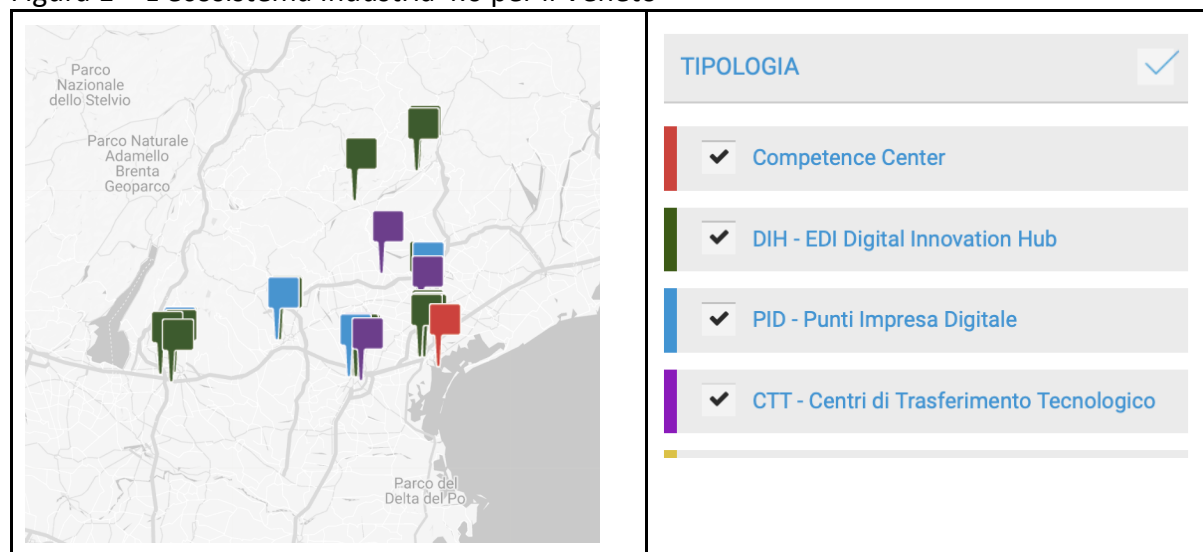 Parco
Nazionale
dello Stelvio
Parco Naturale
Adamello
Brenta
Geoparco
Parco del
Delta del Po
TIPOLOGIA
Competence Center
DIH - EDI Digital Innovation Hub
PID - Punti Impresa Digitale
CTT - Centri di Trasferimento Tecnologico